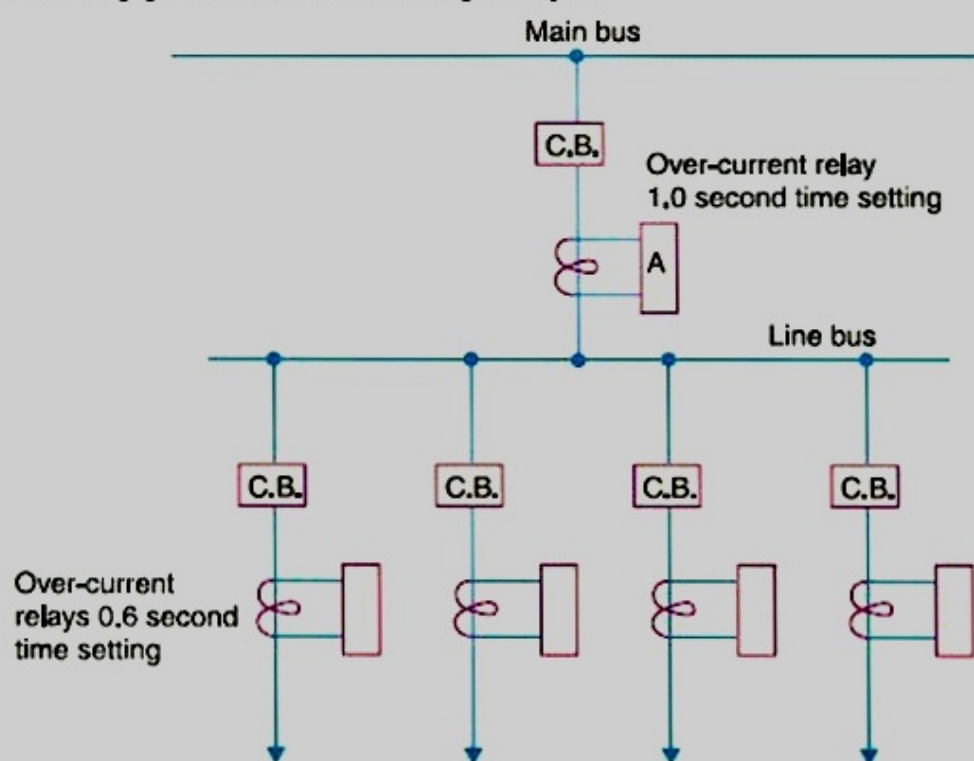 Main bus
C.B.
Over-current relay
1.0 second time setting
A
Line bus
C.B.
C.B.
C.B.
C.B.
Over-current
relays 0.6 second
time setting